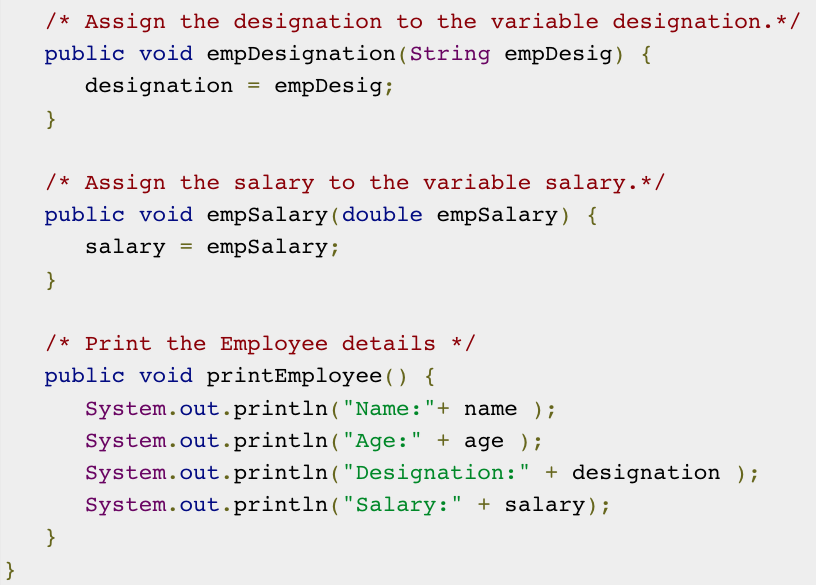 /* Assign the designation to the variable designation.*/
public void empDesignation(String empDesig) {
designation = empDesig;
}
/* Assign the salary to the variable salary.*/
public void empSalary(double empSalary) {
salary = empSalary;
}
/* Print the Employee details */
public void printEmployee() {
System.out.println("Name:"+ name );
System.out.println("Age:" + age );
System.out.println("Designation:" + designation );
System.out.println("Salary:" + salary);
}
}